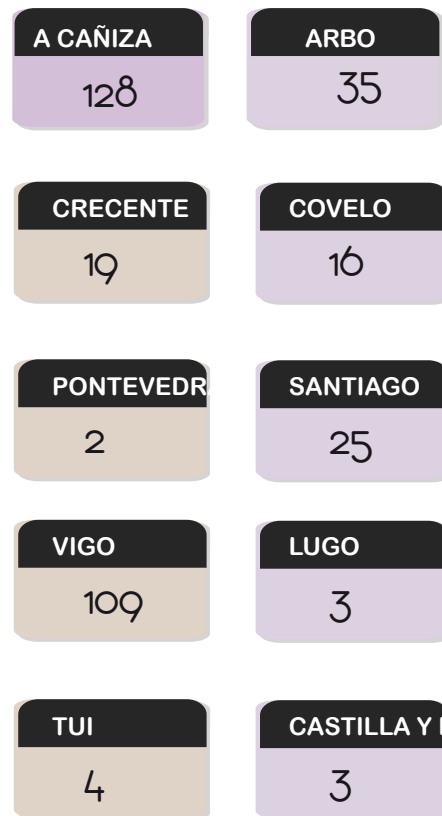 A CAÑIZA
128
ARBO
35
CRECENTE
19
COVELO
16
PONTEVEDR
2
SANTIAGO
25
VIGO
109
LUGO
3
TUI
4
CASTILLA Y
3